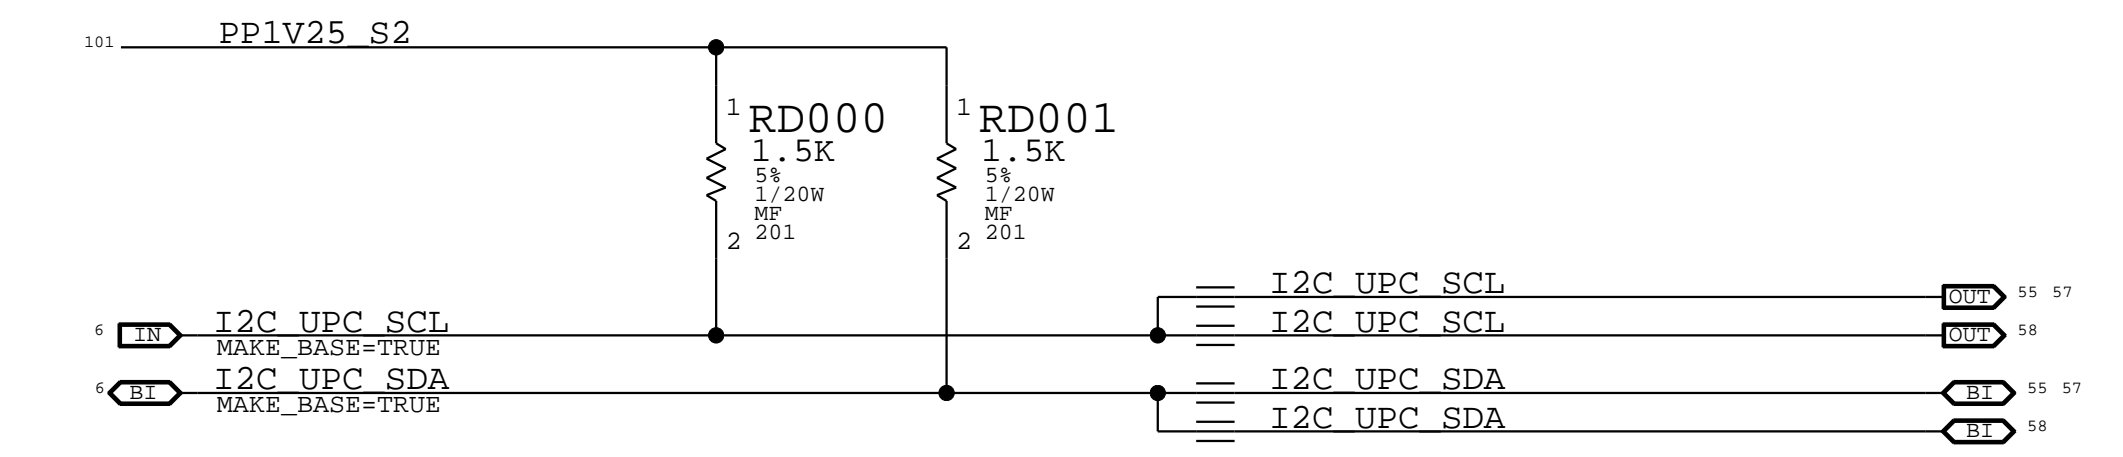 101 PP1V25_S2
1 RD000
1.5K
5%
1/20W
MF
201
2
1 RD001
1.5K
5%
1/20W
MF
201
2
6 IN I2C_UPC_SCL
MAKE_BASE=TRUE
6 BI I2C_UPC_SDA
MAKE_BASE=TRUE
I2C_UPC_SCL OUT 55 57
I2C_UPC_SCL OUT 58
I2C_UPC_SDA BI 55 57
I2C_UPC_SDA BI 58